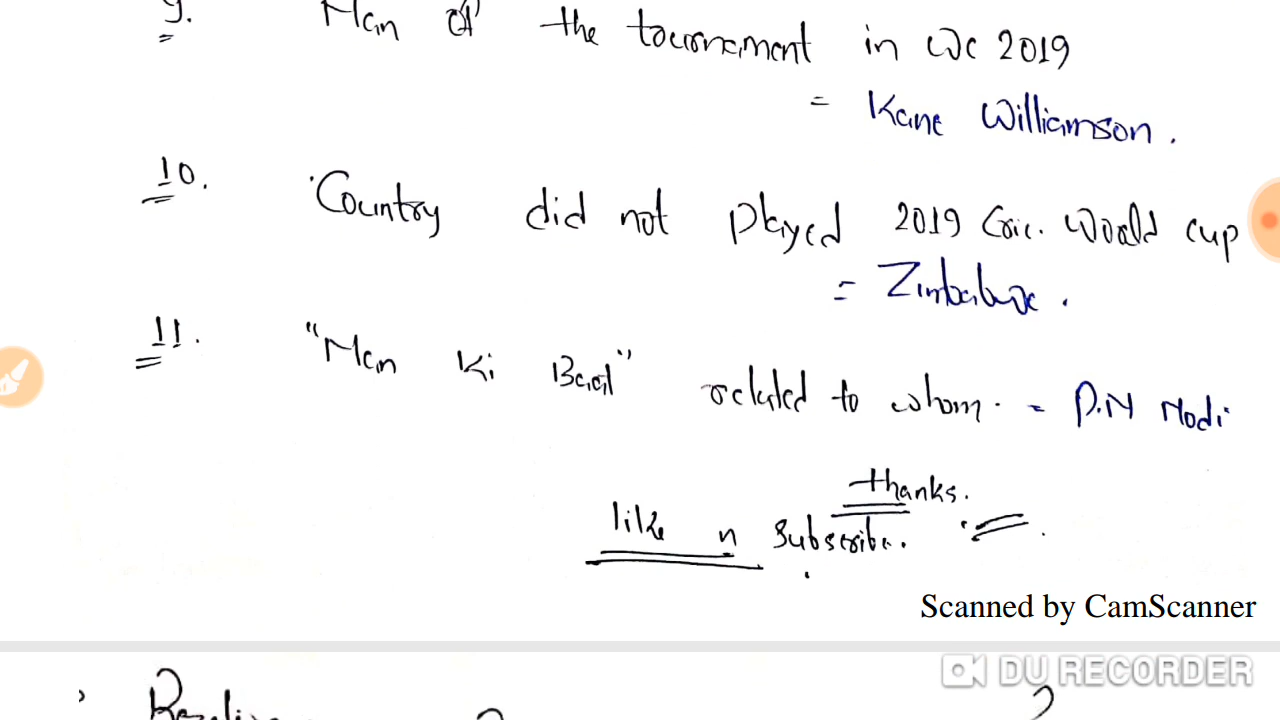 9. Man of the tournament in WC 2019
= Kane Williamson.
10. Country did not played 2019 Cric. World cup
= Zimbabwe.
11. "Man Ki Baat" related to whom. = P.M Modi
thanks.
like n Subscribe.
Scanned by CamScanner
DU RECORDER